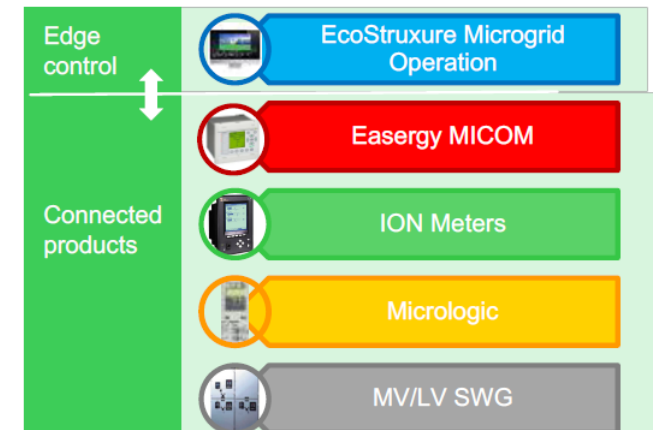 Edge
control
EcoStruxure Microgrid
Operation
Connected
products
Easergy MICOM
ION Meters
Micrologic
MV/LV SWG